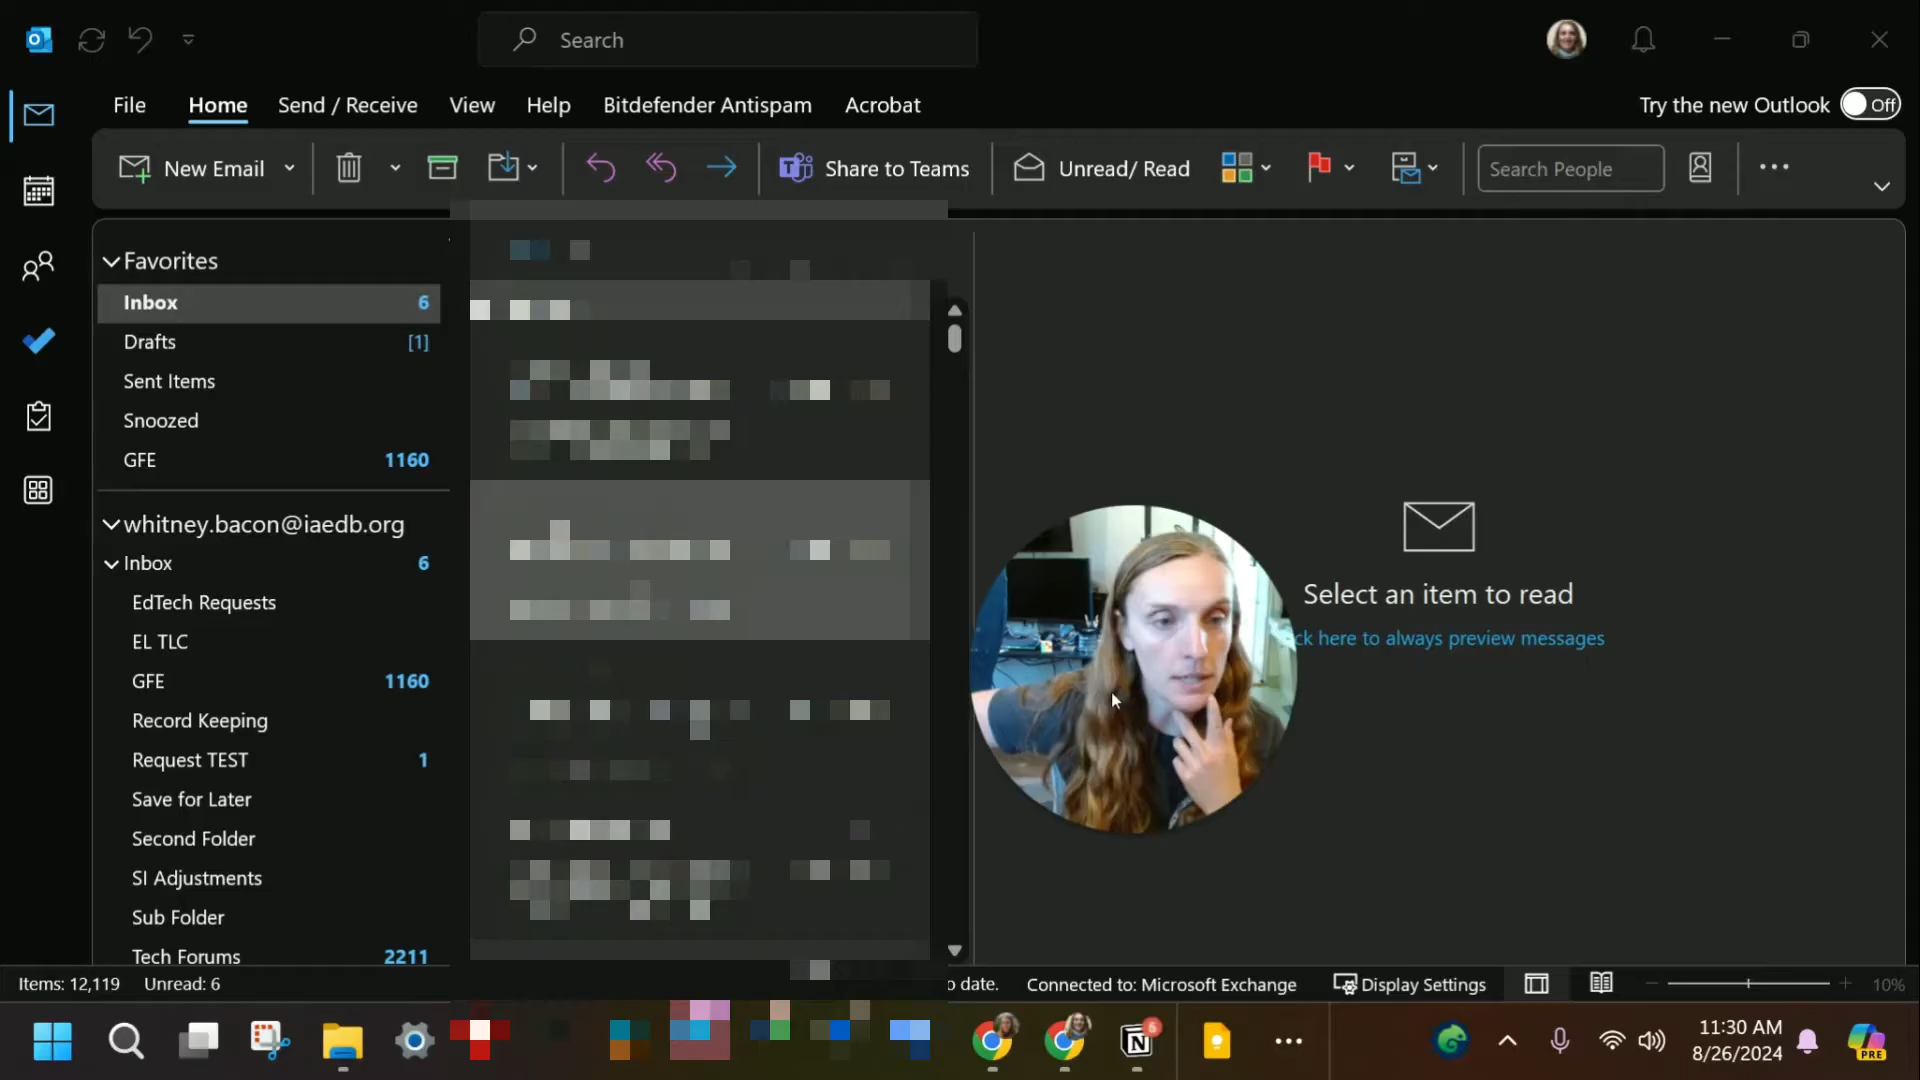 Search
File Home Send / Receive View Help Bitdefender Antispam Acrobat
Try the new Outlook Off
New Email
Share to Teams
Unread/ Read
Search People
Favorites
Inbox 6
Drafts [1]
Sent Items
Snoozed
GFE 1160
whitney.bacon@iaedb.org
Inbox 6
EdTech Requests
EL TLC
GFE 1160
Record Keeping
Request TEST 1
Save for Later
Second Folder
SI Adjustments
Sub Folder
Tech Forums 2211
Select an item to read
here to always preview messages
Items: 12,119 Unread: 6
date. Connected to: Microsoft Exchange Display Settings 10%
6
11:30 AM
8/26/2024
PRE